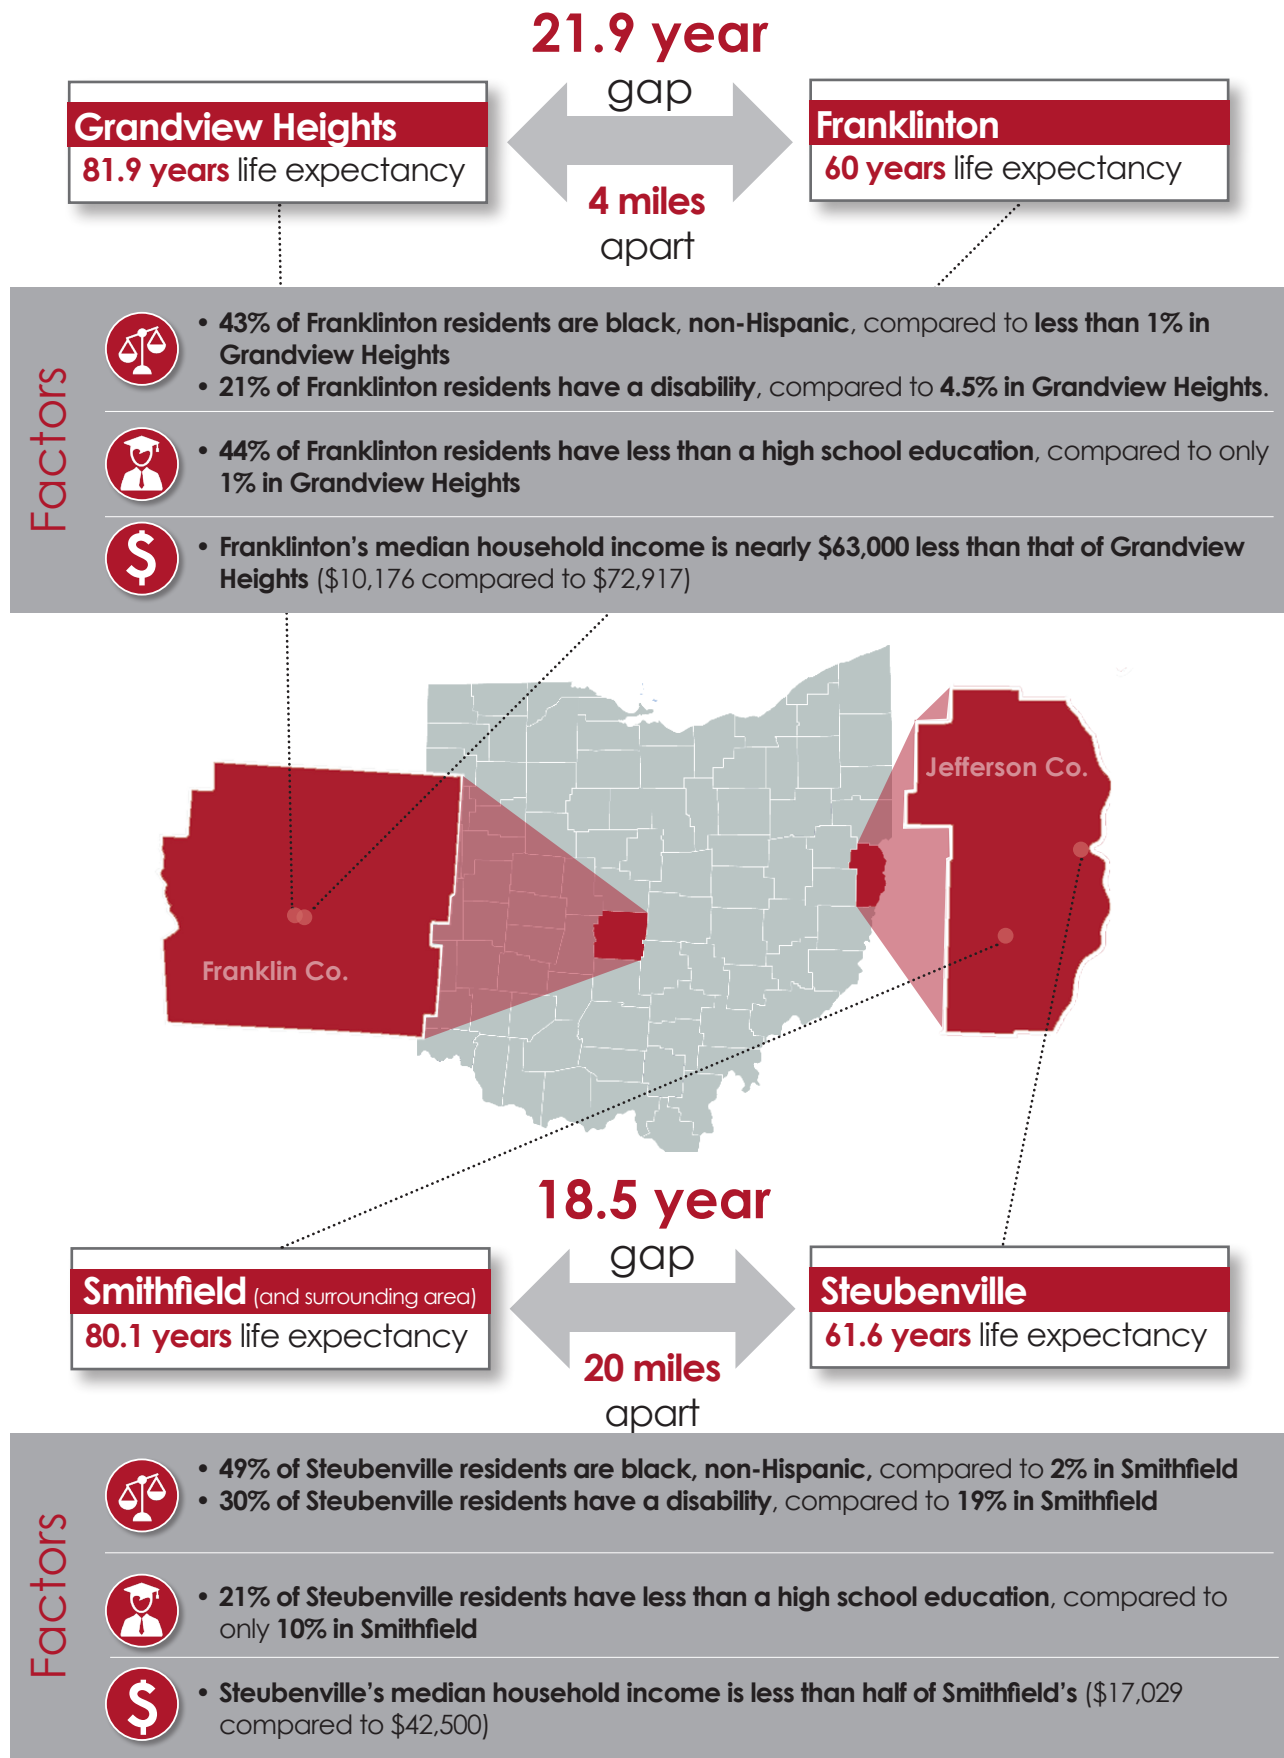 21.9 year
gap
Grandview Heights
81.9 years life expectancy
Franklinton
60 years life expectancy
4 miles
apart
Factors
• 43% of Franklinton residents are black, non-Hispanic, compared to less than 1% in
Grandview Heights
• 21% of Franklinton residents have a disability, compared to 4.5% in Grandview Heights.
• 44% of Franklinton residents have less than a high school education, compared to only
1% in Grandview Heights
$
• Franklinton's median household income is nearly $63,000 less than that of Grandview
Heights ($10,176 compared to $72,917)
Jefferson Co.
Franklin Co.
18.5 year
gap
Smithfield (and surrounding area)
80.1 years life expectancy
Steubenville
61.6 years life expectancy
20 miles
apart
Factors
• 49% of Steubenville residents are black, non-Hispanic, compared to 2% in Smithfield
• 30% of Steubenville residents have a disability, compared to 19% in Smithfield
• 21% of Steubenville residents have less than a high school education, compared to
only 10% in Smithfield
$
• Steubenville's median household income is less than half of Smithfield's ($17,029
compared to $42,500)